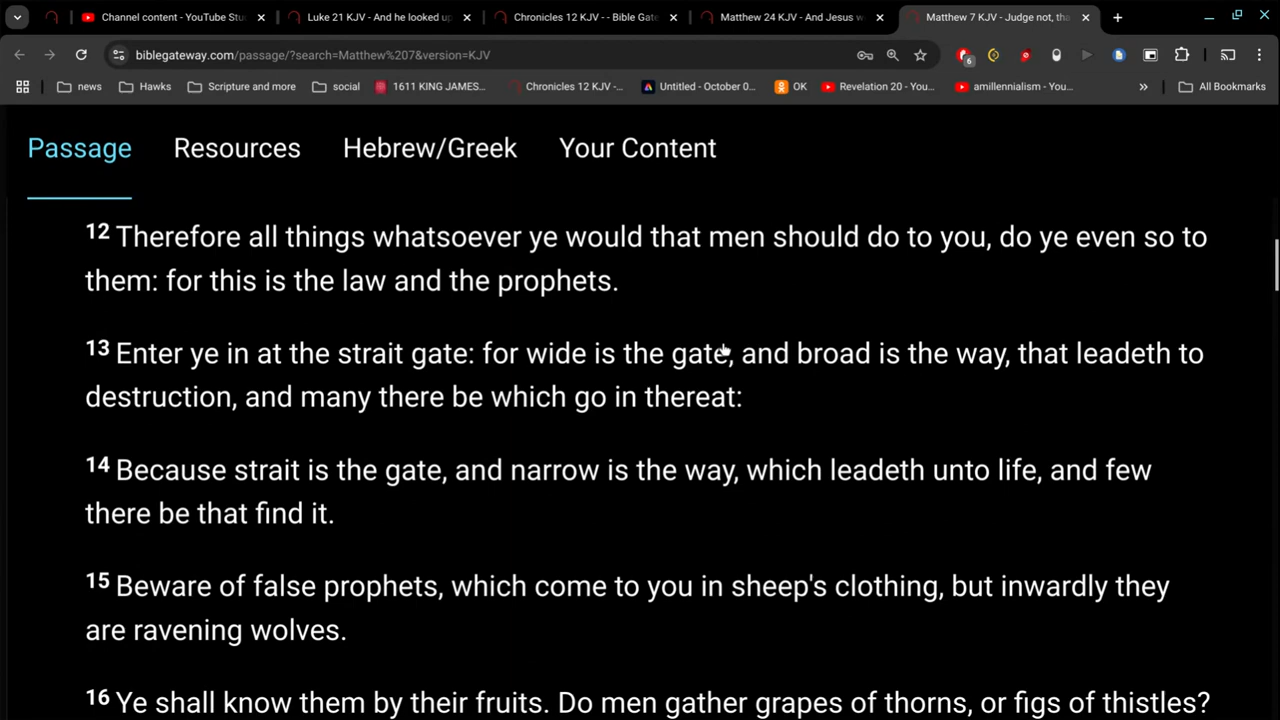 Channel content - YouTube Stu
Luke 21 KJV - And he looked up
Chronicles 12 KJV - - Bible Gate
Matthew 24 KJV - And Jesus w
Matthew 7 KJV - Judge not, tha
biblegateway.com/passage/?search=Matthew%207&version=KJV
6
news
Hawks
Scripture and more
social
1611 KING JAMES...
Chronicles 12 KJV -...
Untitled - October 0...
OK
Revelation 20 - You...
amillennialism - You...
»
All Bookmarks
Passage
Resources
Hebrew/Greek
Your Content
12 Therefore all things whatsoever ye would that men should do to you, do ye even so to
them: for this is the law and the prophets.
13 Enter ye in at the strait gate: for wide is the gate, and broad is the way, that leadeth to
destruction, and many there be which go in thereat:
14 Because strait is the gate, and narrow is the way, which leadeth unto life, and few
there be that find it.
15 Beware of false prophets, which come to you in sheep's clothing, but inwardly they
are ravening wolves.
16 Ye shall know them by their fruits. Do men gather grapes of thorns, or figs of thistles?